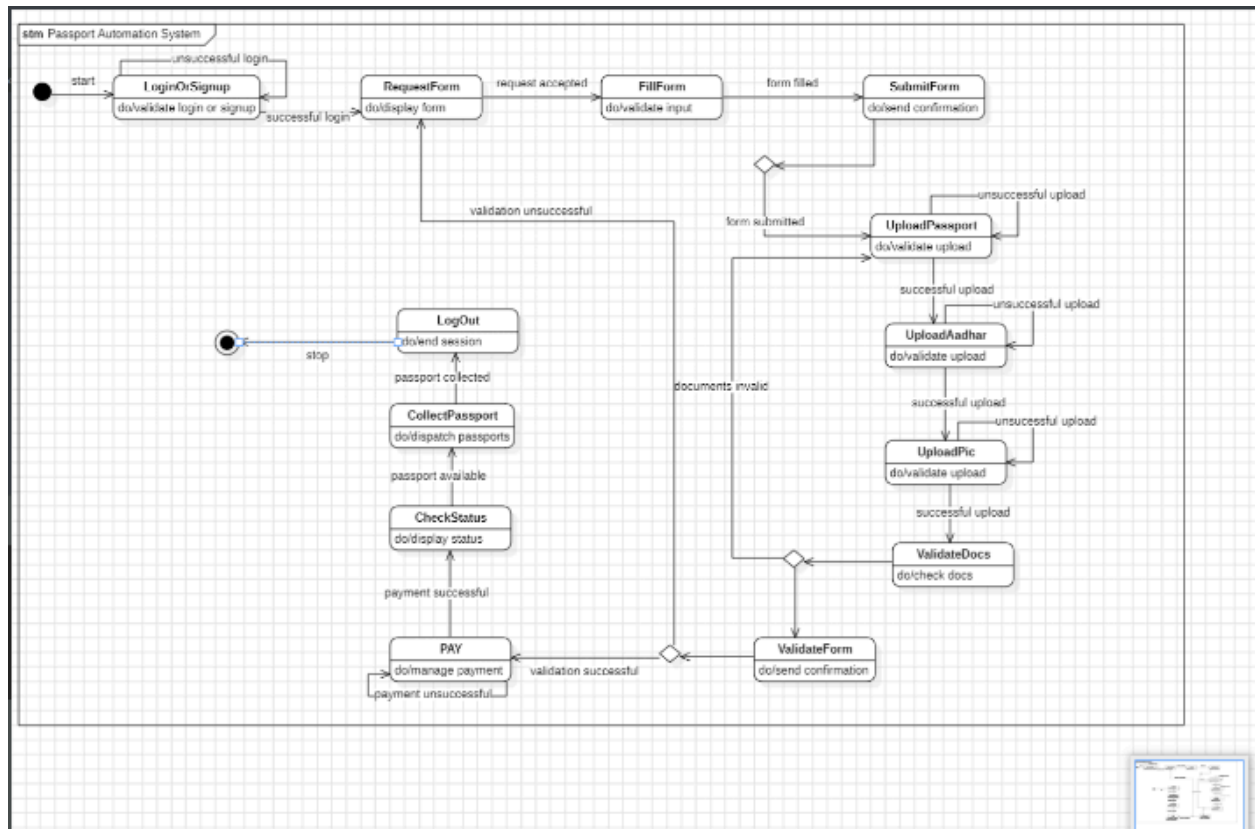 stm Passport Automation System
unsuccessful login
start
LoginOrSignup
do/validate login or signup
successful login
RequestForm
do/display form
request accepted
FillForm
do/validate input
form filled
SubmitForm
do/send confirmation
form submitted
unsuccessful upload
UploadPassport
do/validate upload
successful upload
unsuccessful upload
UploadAadhar
do/validate upload
successful upload
unsucessful upload
UploadPic
do/validate upload
successful upload
ValidateDocs
do/check docs
documents invalid
ValidateForm
do/send confirmation
validation unsuccessful
validation successful
PAY
do/manage payment
payment unsuccessful
payment successful
CheckStatus
do/display status
passport available
CollectPassport
do/dispatch passports
passport collected
LogOut
do/end session
stop